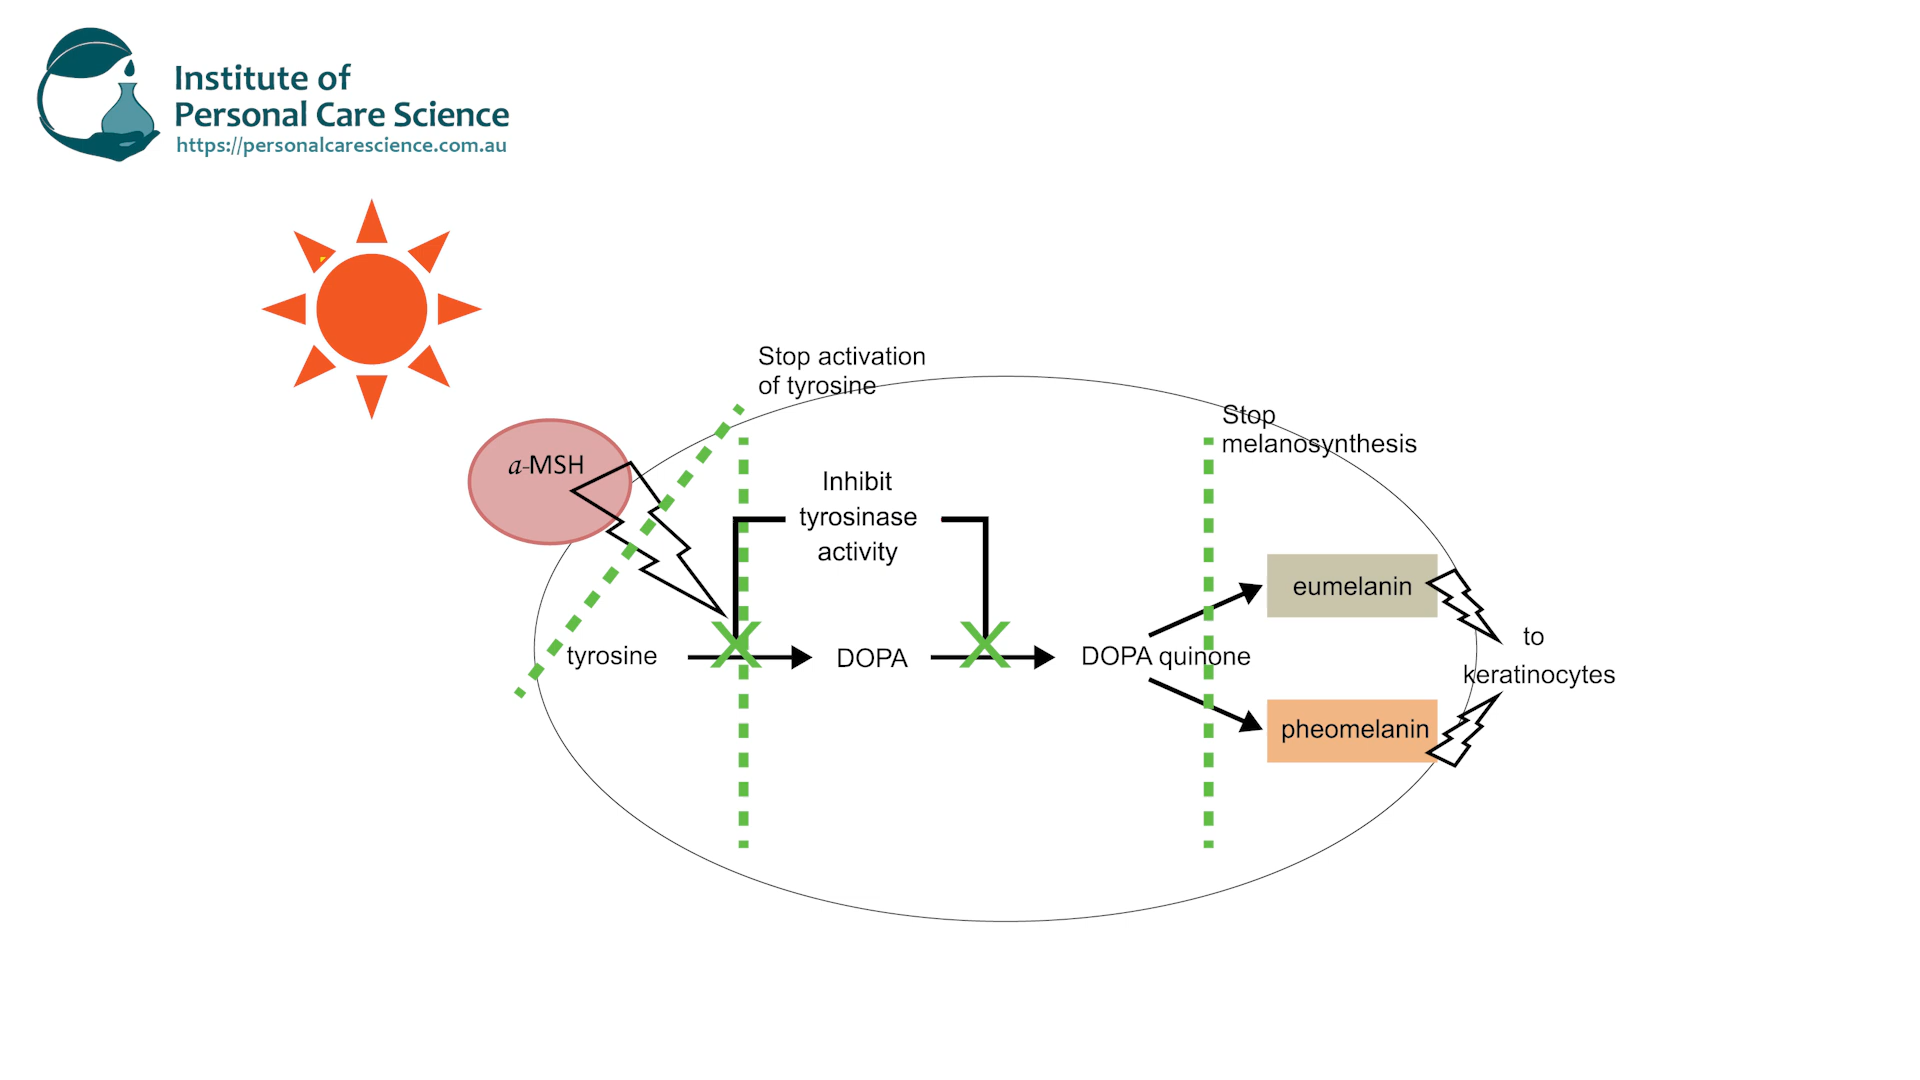 Institute of
Personal Care Science
https://personalcarescience.com.au
Stop activation
of tyrosine
Stop
melanosynthesis
a-MSH
Inhibit
tyrosinase
activity
eumelanin
to
keratinocytes
tyrosine
DOPA
DOPA quinone
pheomelanin